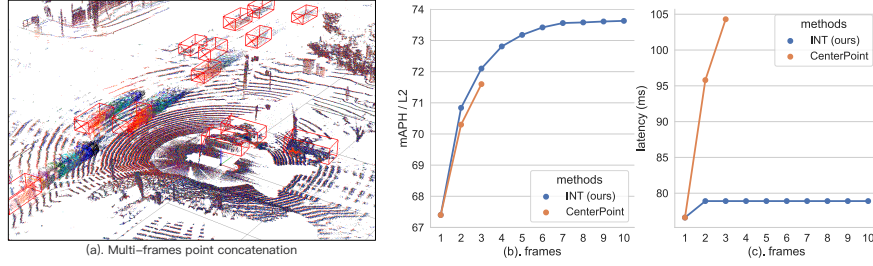 (a). Multi-frames point concatenation
74
73
72
71
70
69
68
67
mAPH / L2
methods
INT (ours)
CenterPoint
1 2 3 4 5 6 7 8 9 10
(b). frames
105
100
95
90
85
80
latency (ms)
methods
INT (ours)
CenterPoint
1 2 3 4 5 6 7 8 9 10
(c). frames